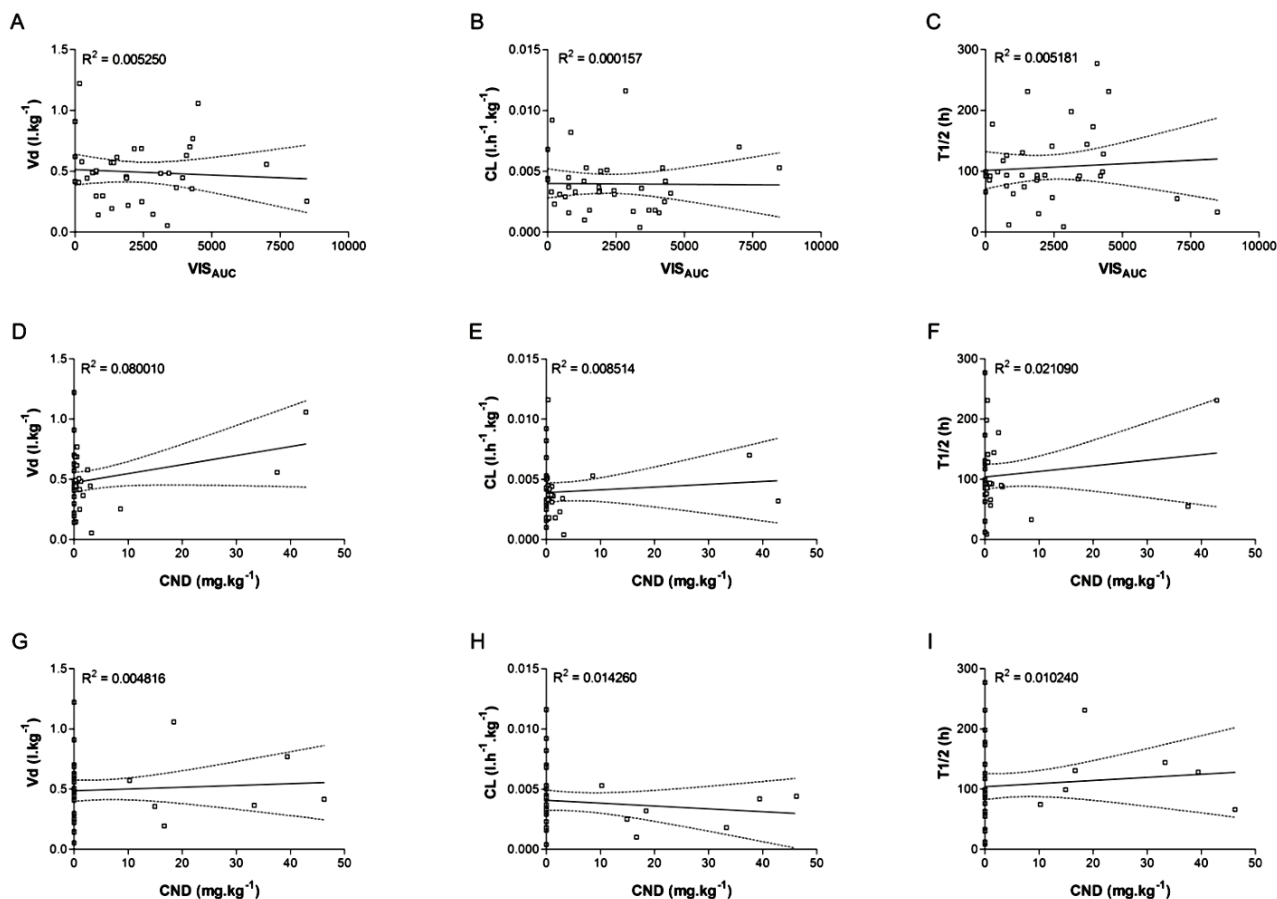 A
R² = 0.005250
Vd (l.kg⁻¹)
1.5
1.0
0.5
0.0
0 2500 5000 7500 10000
VIS_AUC
B
R² = 0.000157
CL (l.h⁻¹.kg⁻¹)
0.015
0.010
0.005
0.000
0 2500 5000 7500 10000
VIS_AUC
C
R² = 0.005181
T1/2 (h)
300
200
100
0
0 2500 5000 7500 10000
VIS_AUC
D
R² = 0.080010
Vd (l.kg⁻¹)
1.5
1.0
0.5
0.0
0 10 20 30 40 50
CND (mg.kg⁻¹)
E
R² = 0.008514
CL (l.h⁻¹.kg⁻¹)
0.015
0.010
0.005
0.000
0 10 20 30 40 50
CND (mg.kg⁻¹)
F
R² = 0.021090
T1/2 (h)
300
200
100
0
0 10 20 30 40 50
CND (mg.kg⁻¹)
G
R² = 0.004816
Vd (l.kg⁻¹)
1.5
1.0
0.5
0.0
0 10 20 30 40 50
CND (mg.kg⁻¹)
H
R² = 0.014260
CL (l.h⁻¹.kg⁻¹)
0.015
0.010
0.005
0.000
0 10 20 30 40 50
CND (mg.kg⁻¹)
I
R² = 0.010240
T1/2 (h)
300
200
100
0
0 10 20 30 40 50
CND (mg.kg⁻¹)